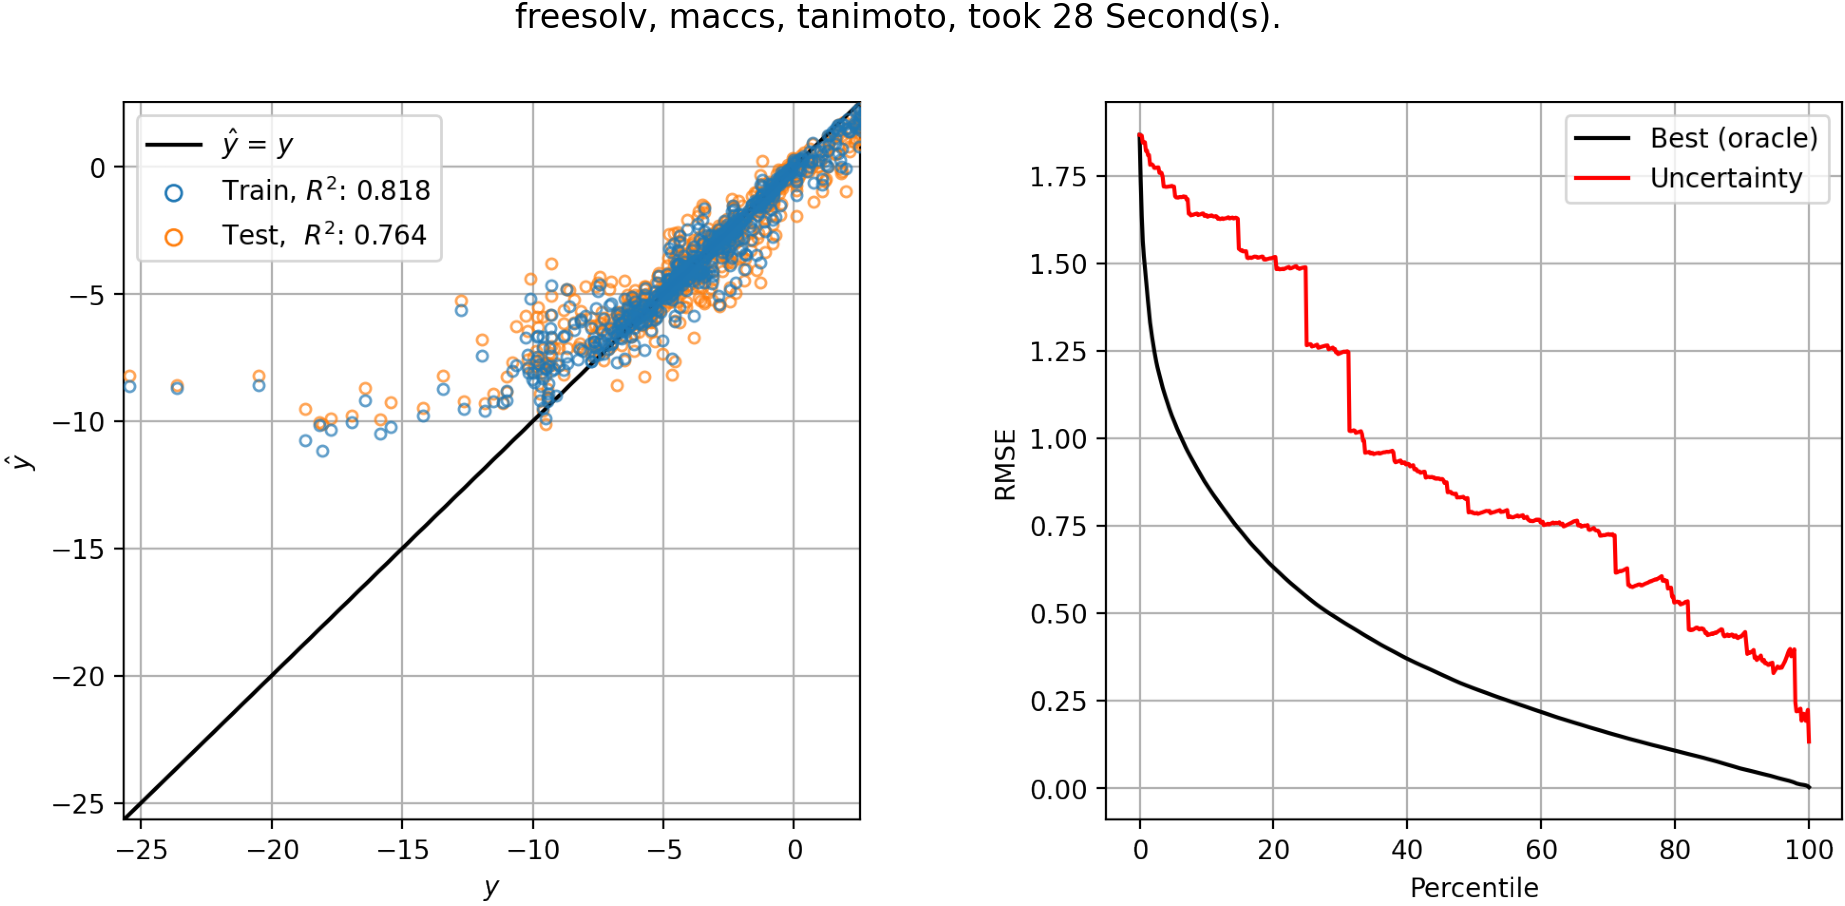 freesolv, maccs, tanimoto, took 28 Second(s).
ŷ = y
Train, R²: 0.818
Test, R²: 0.764
0
−5
−10
−15
−20
−25
ŷ
−25 −20 −15 −10 −5 0
y
Best (oracle)
Uncertainty
1.75
1.50
1.25
1.00
0.75
0.50
0.25
0.00
RMSE
0 20 40 60 80 100
Percentile